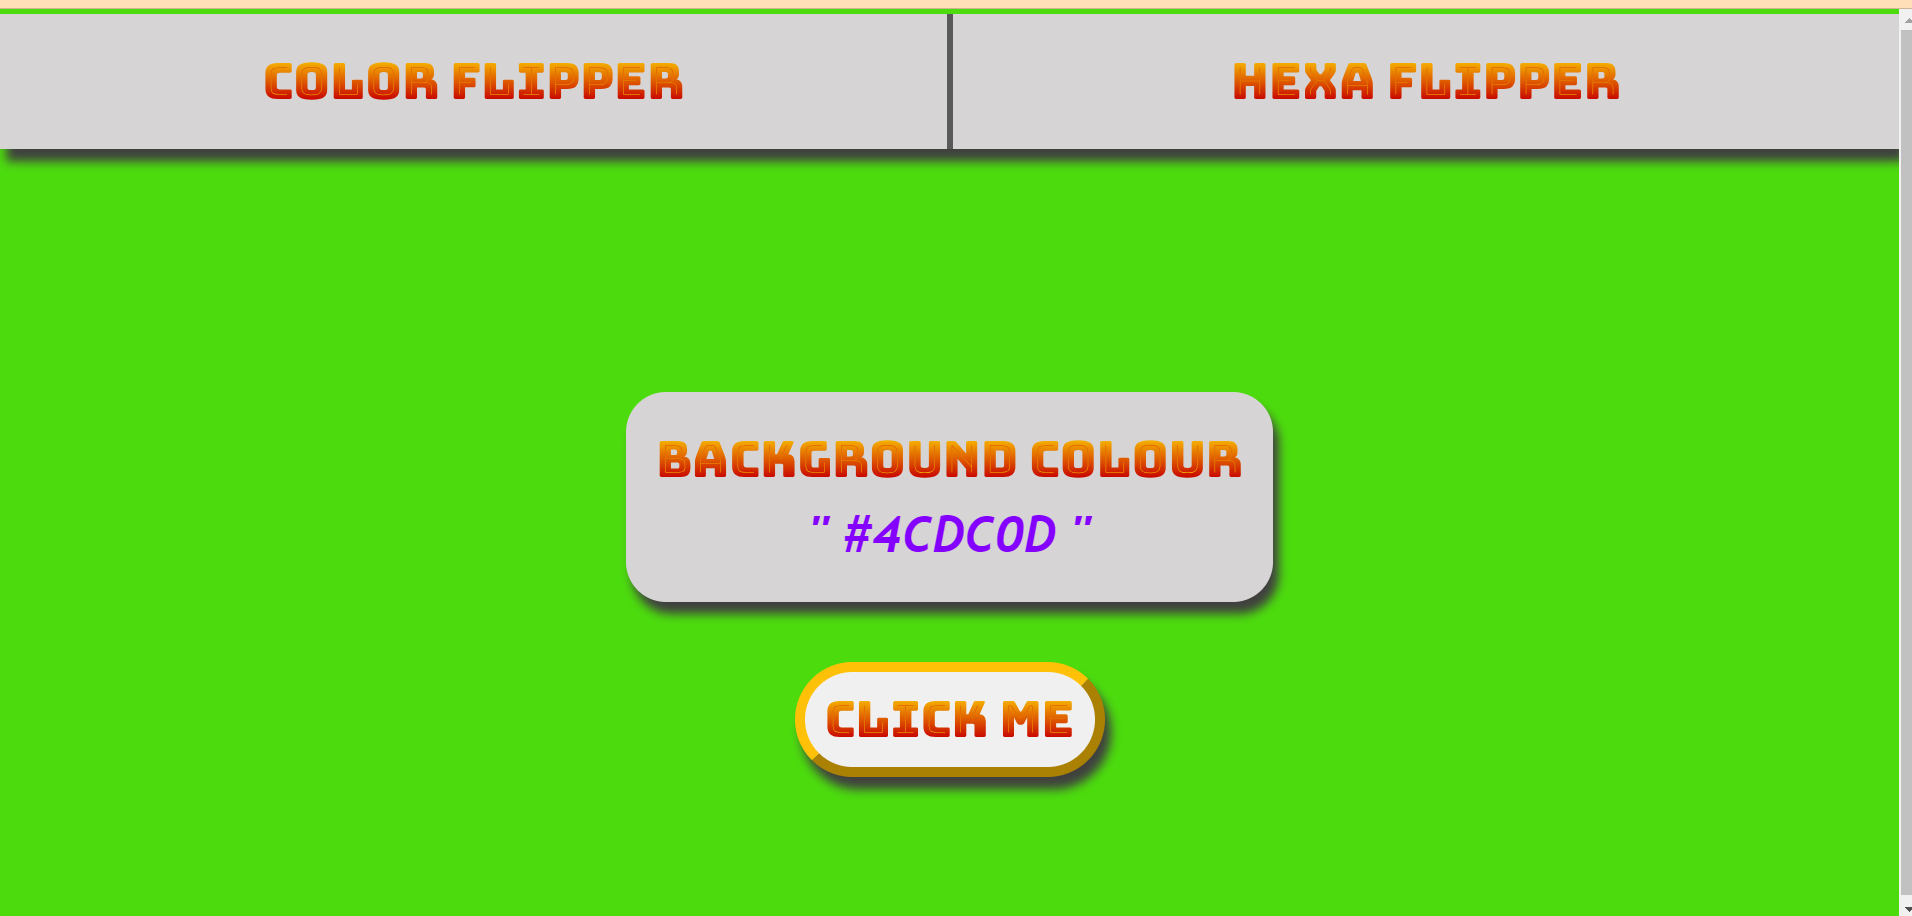 COLOR FLIPPER
HEXA FLIPPER
BACKGROUND COLOUR
" #4CDC0D "
CLICK ME